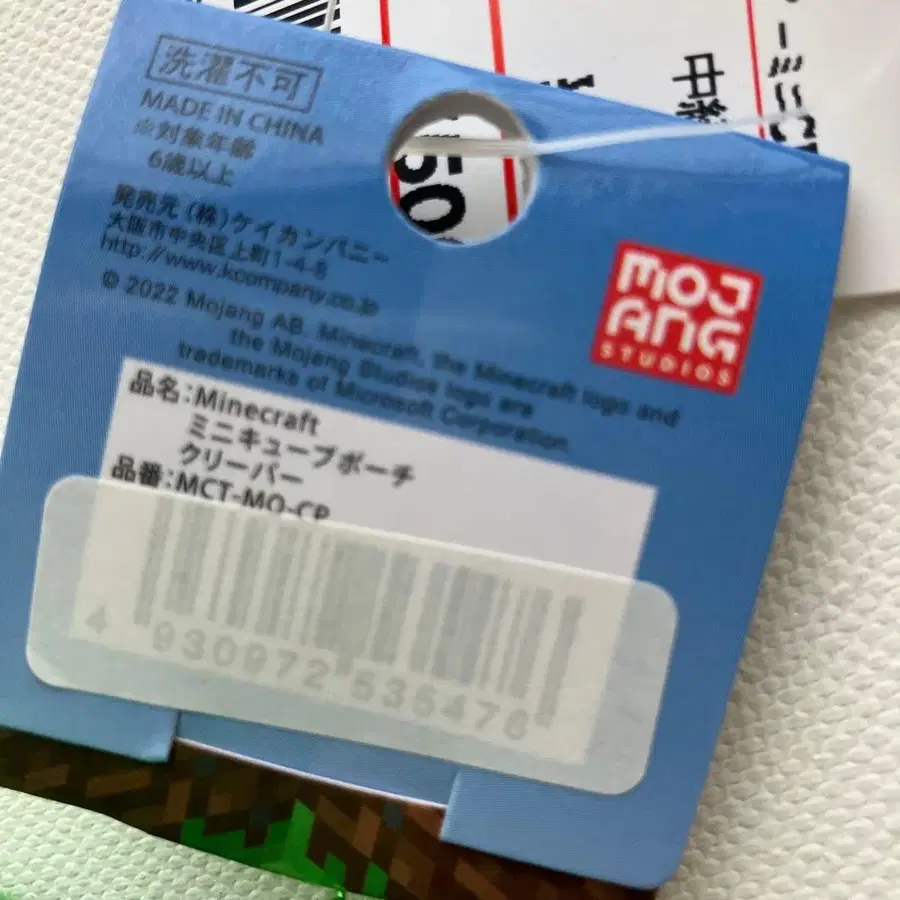 洗濯不可
MADE IN CHINA
※対象年齢
6歳以上
発売元 (株)ケイカンパニー
大阪市中央区上町1-4-8
http://www.kcompany.co.jp
© 2022 Mojang AB. Minecraft, the Minecraft logo and
the Mojang Studios logo are
trademarks of Microsoft Corporation.
MOJ
ANG
STUDIOS
品名:Minecraft
ミニキューブポーチ
クリーパー
品番:MCT-MO-CP
4 930972 535476